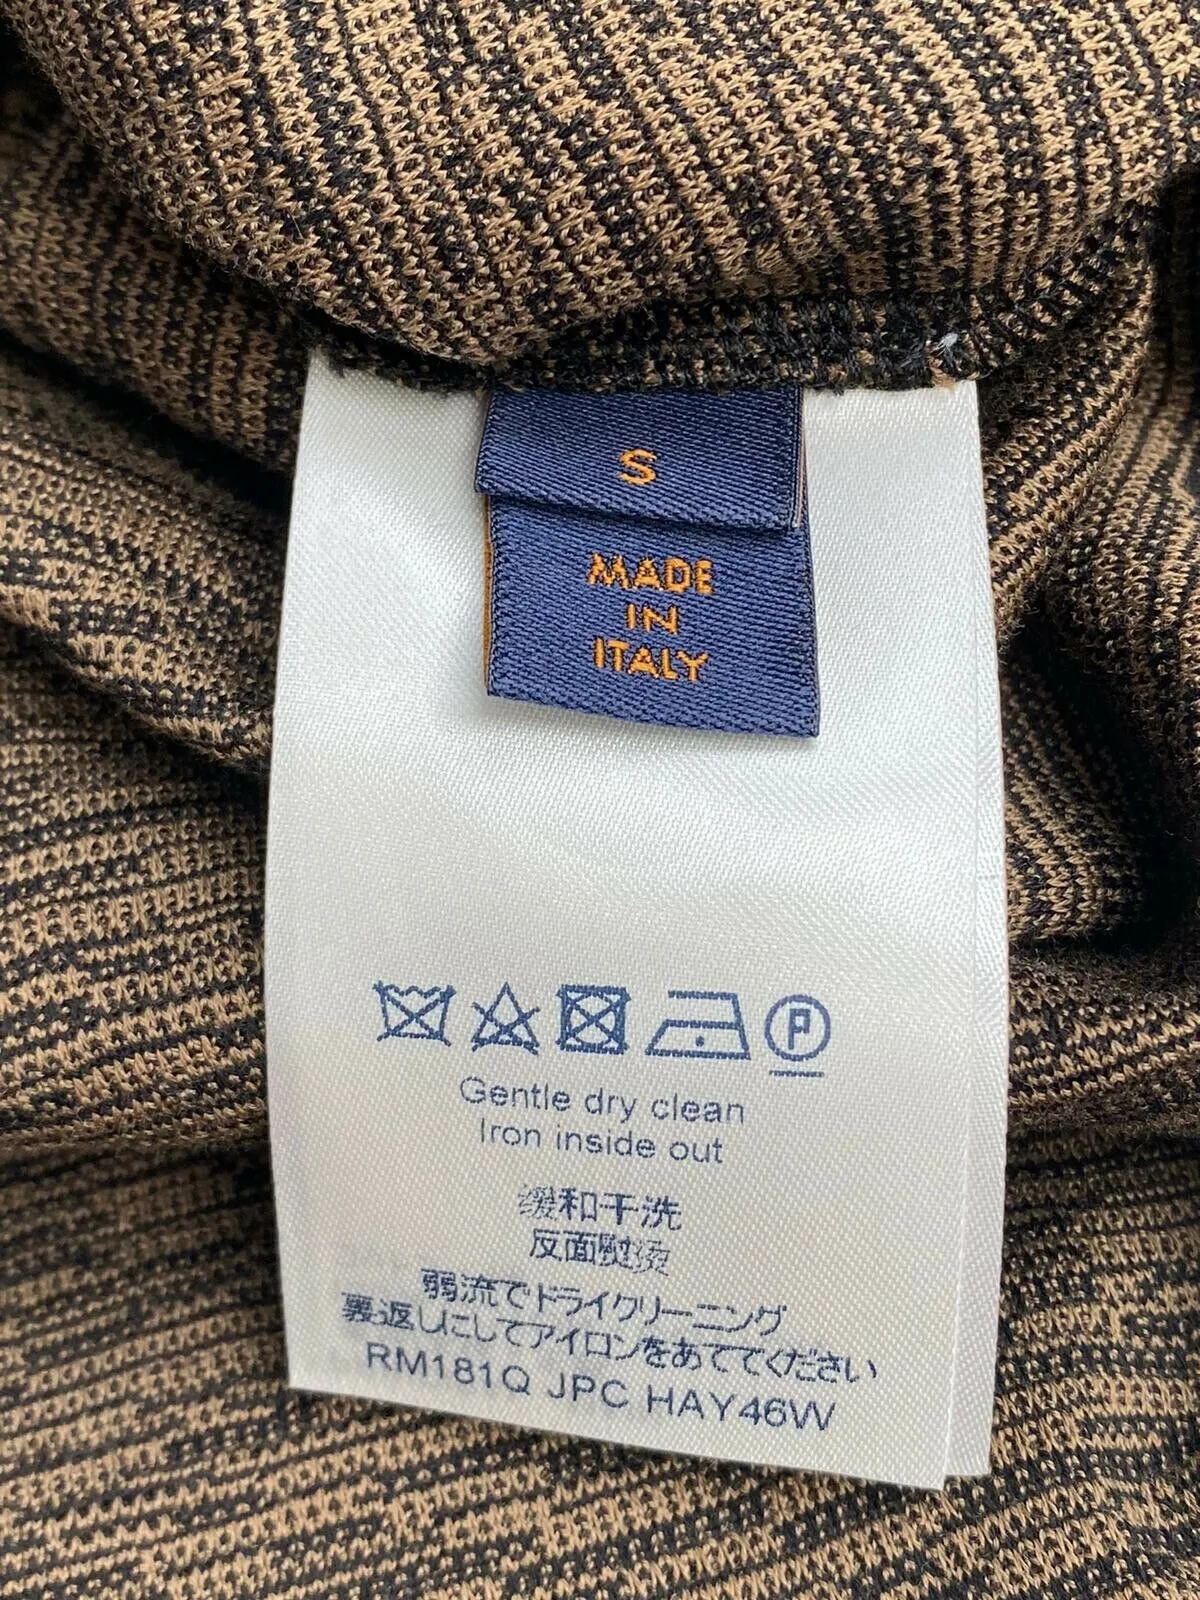 S
MADE
IN
ITALY
P
Gentle dry clean
Iron inside out
缓和干洗
反面熨烫
弱流でドライクリーニング
裏返しにしてアイロンをあててください
RM181Q JPC HAY46W